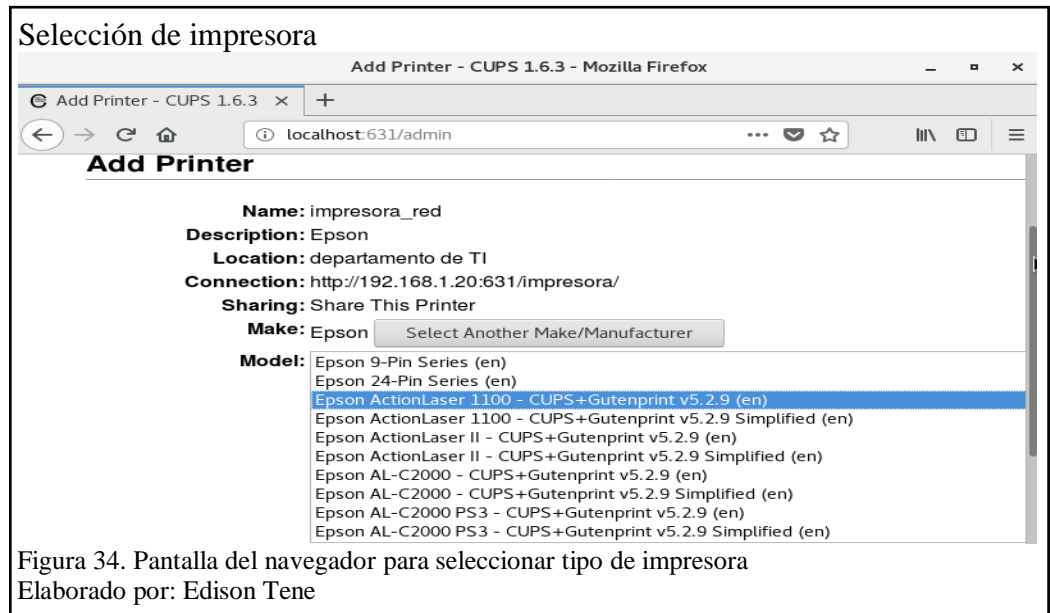 Selección de impresora
Add Printer - CUPS 1.6.3 - Mozilla Firefox
Add Printer - CUPS 1.6.3
localhost:631/admin
Add Printer
Name: impresora_red
Description: Epson
Location: departamento de TI
Connection: http://192.168.1.20:631/impresora/
Sharing: Share This Printer
Make: Epson Select Another Make/Manufacturer
Model: Epson 9-Pin Series (en)
Epson 24-Pin Series (en)
Epson ActionLaser 1100 - CUPS+Gutenprint v5.2.9 (en)
Epson ActionLaser 1100 - CUPS+Gutenprint v5.2.9 Simplified (en)
Epson ActionLaser II - CUPS+Gutenprint v5.2.9 (en)
Epson ActionLaser II - CUPS+Gutenprint v5.2.9 Simplified (en)
Epson AL-C2000 - CUPS+Gutenprint v5.2.9 (en)
Epson AL-C2000 - CUPS+Gutenprint v5.2.9 Simplified (en)
Epson AL-C2000 PS3 - CUPS+Gutenprint v5.2.9 (en)
Epson AL-C2000 PS3 - CUPS+Gutenprint v5.2.9 Simplified (en)
Figura 34. Pantalla del navegador para seleccionar tipo de impresora
Elaborado por: Edison Tene